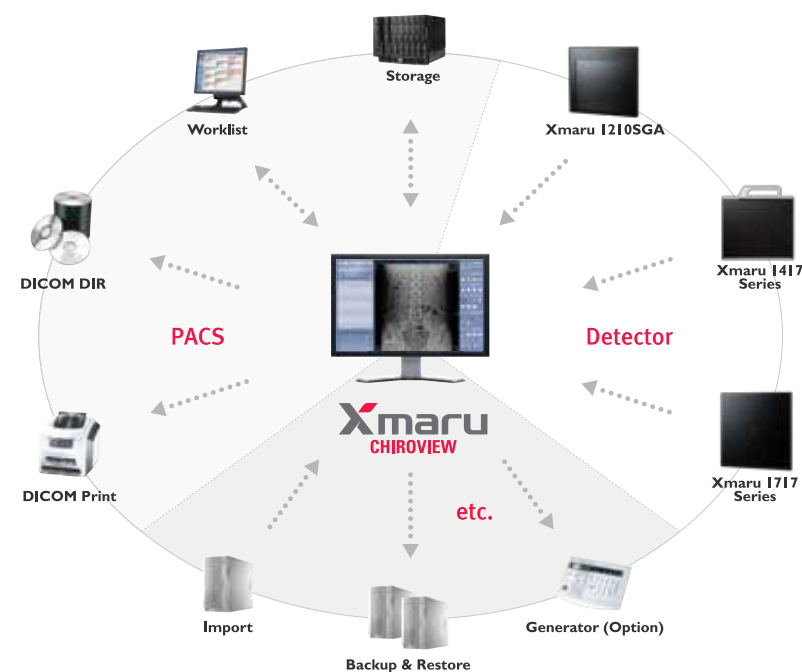 Storage
Worklist
Xmaru 1210SGA
DICOM DIR
Xmaru 1417
Series
PACS
Detector
Xmaru
CHIROVIEW
DICOM Print
Xmaru 1717
Series
etc.
Import
Generator (Option)
Backup & Restore